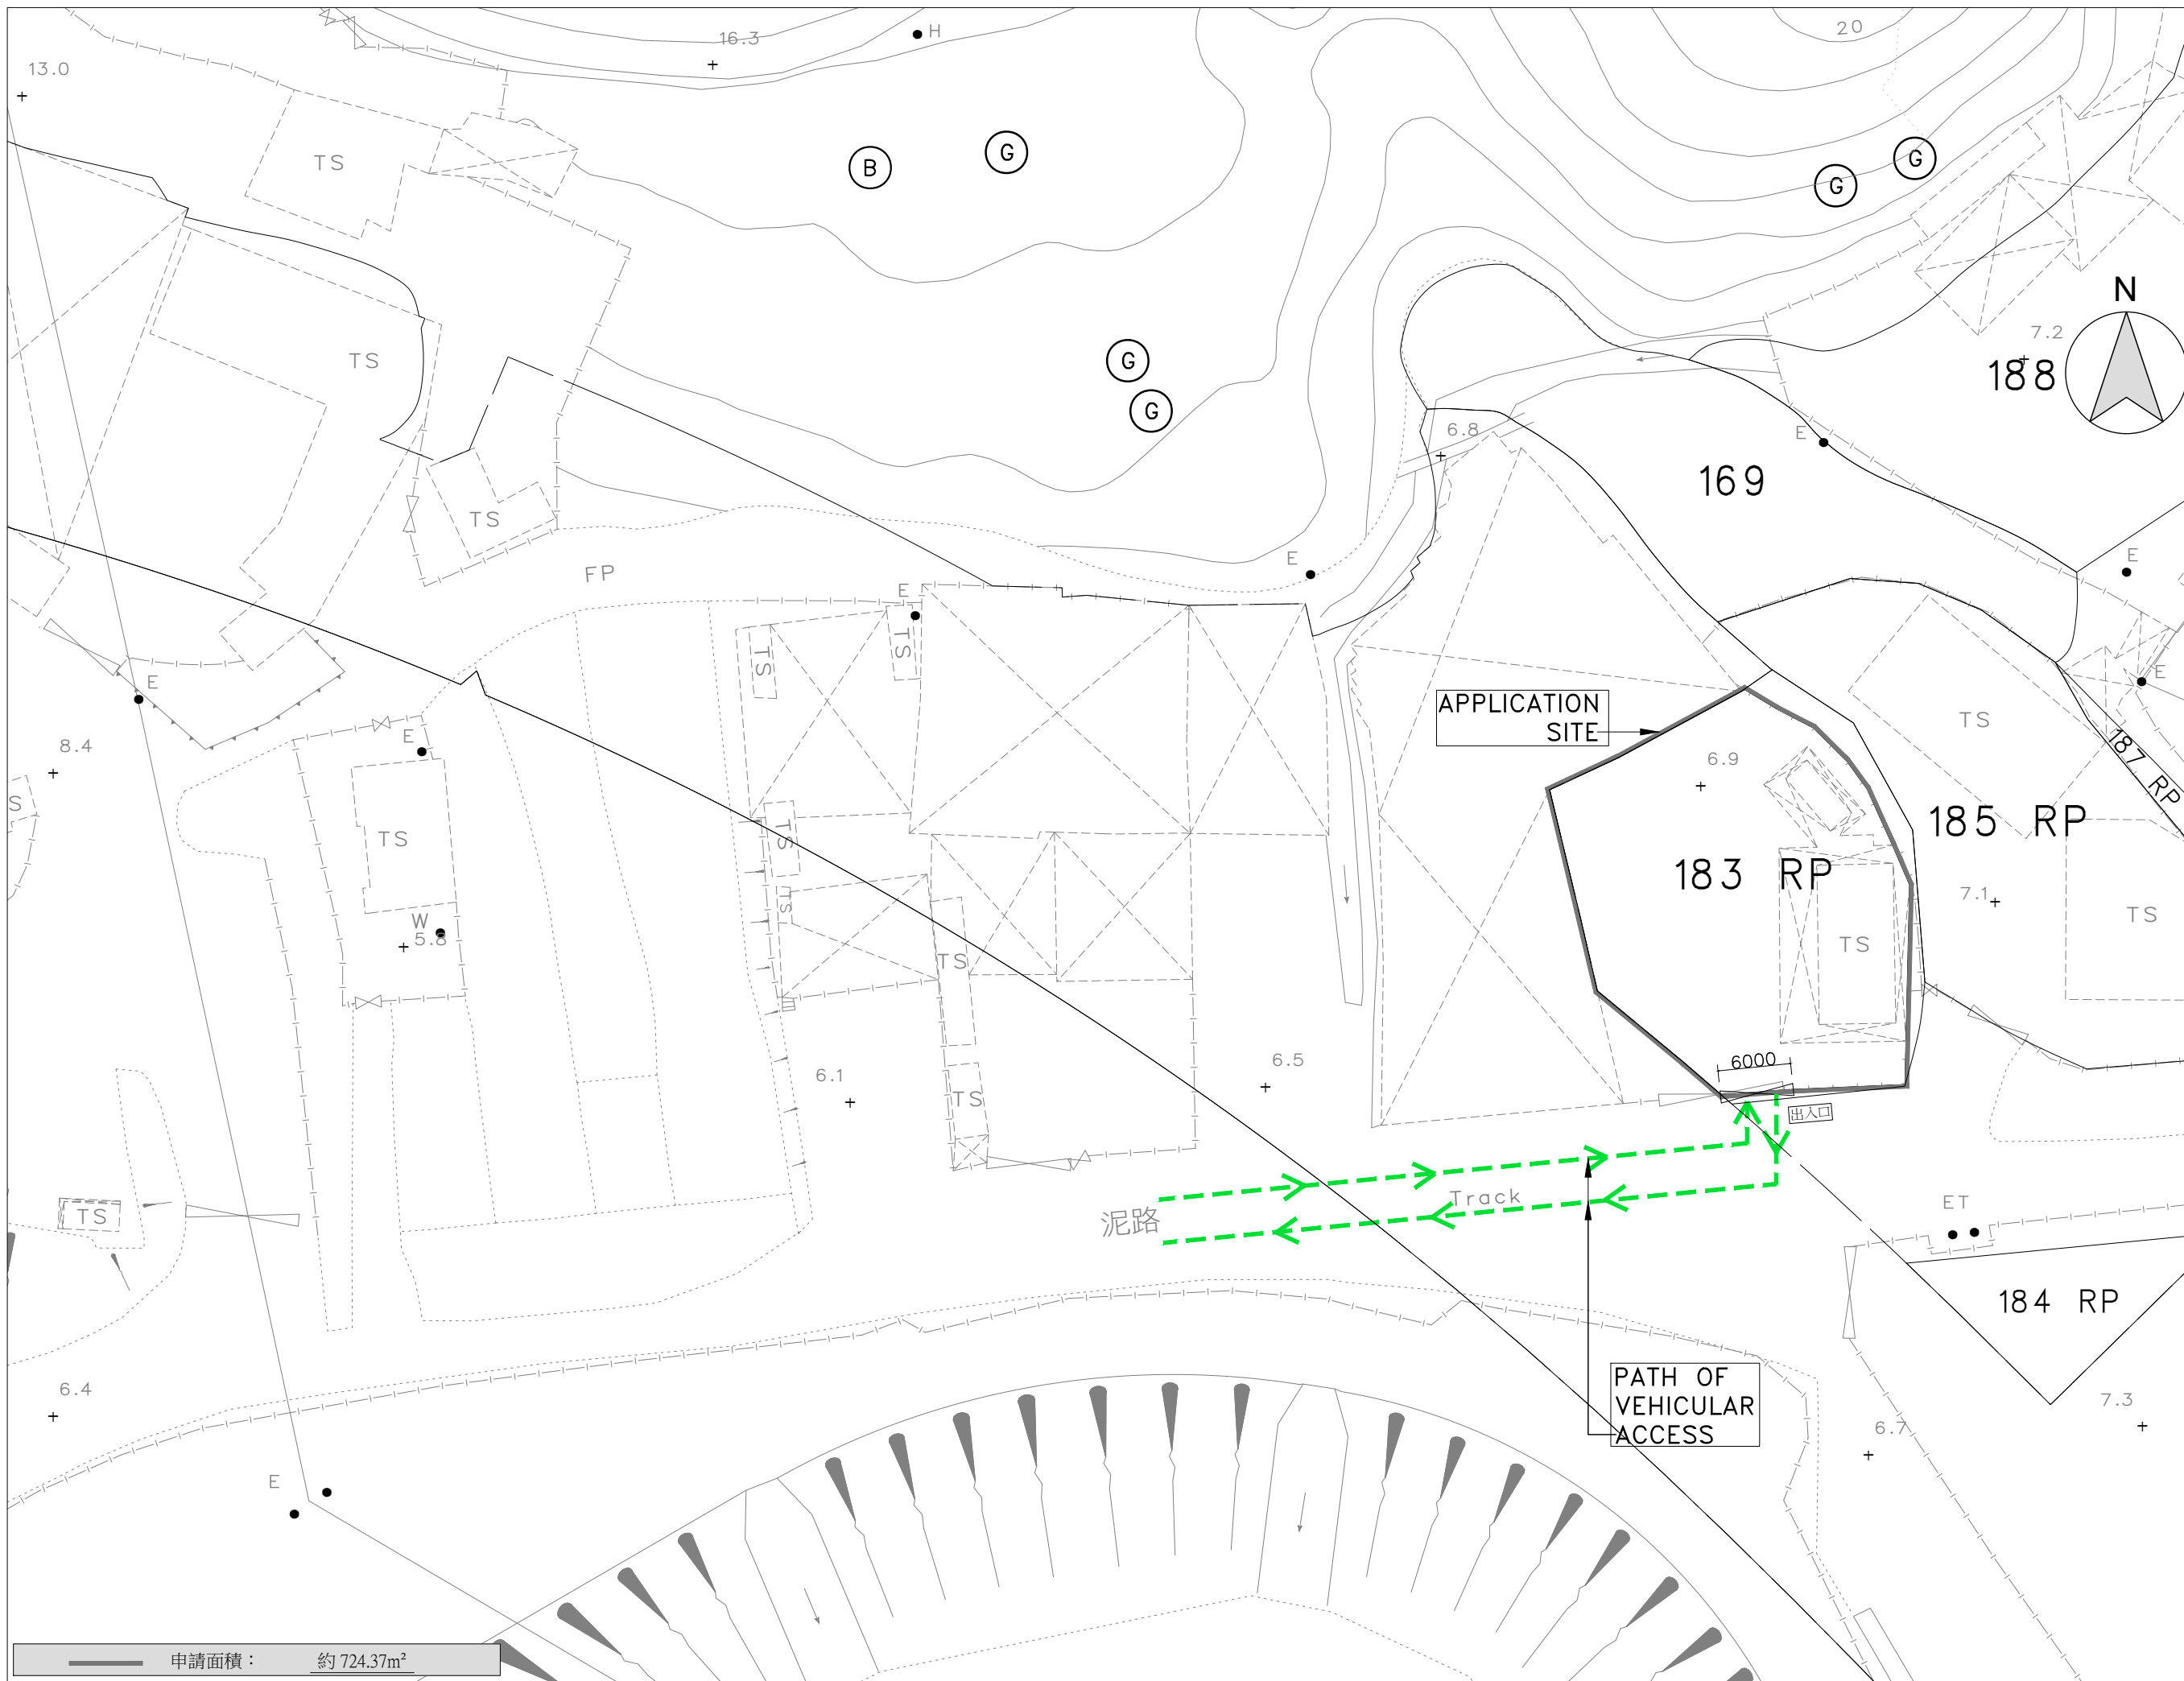 16.3
H
20
13.0
TS
B
G
G
G
N
7.2
188
TS
G
G
6.8
E
169
TS
FP
E
E
E
TS
TS
E
E
APPLICATION
SITE
8.4
E
6.9
TS
187 RP
S
TS
TS
185 RP
183 RP
TS
7.1
TS
W
5.8
TS
TS
6000
6.5
6.1
TS
出入口
TS
Track
泥路
ET
184 RP
PATH OF
VEHICULAR
ACCESS
6.4
7.3
6.7
E
申請面積： 約 724.37m²